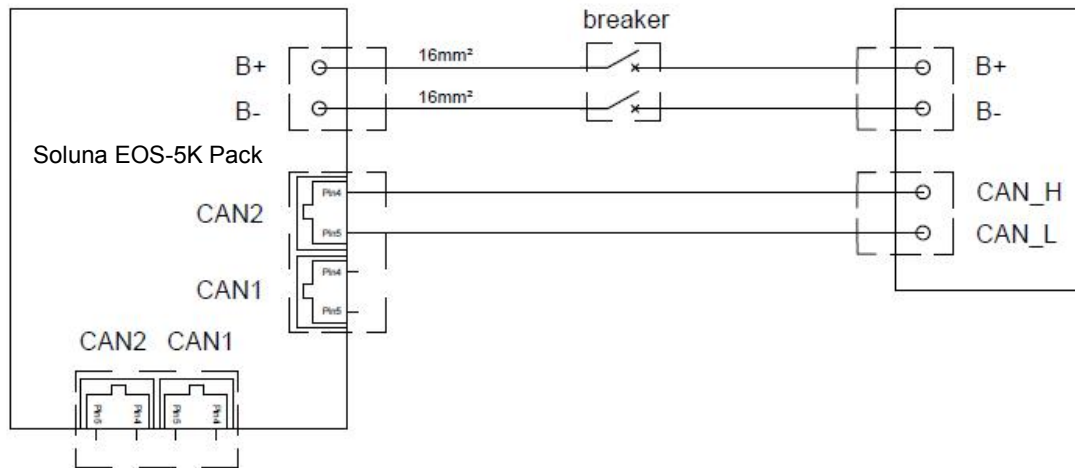 breaker
B+ 16mm² B+
B- 16mm² B-
Soluna EOS-5K Pack
CAN2 Pin4 CAN_H
Pin5 CAN_L
CAN1 Pin4
Pin5
CAN2 CAN1
Pin5 Pin4 Pin5 Pin4